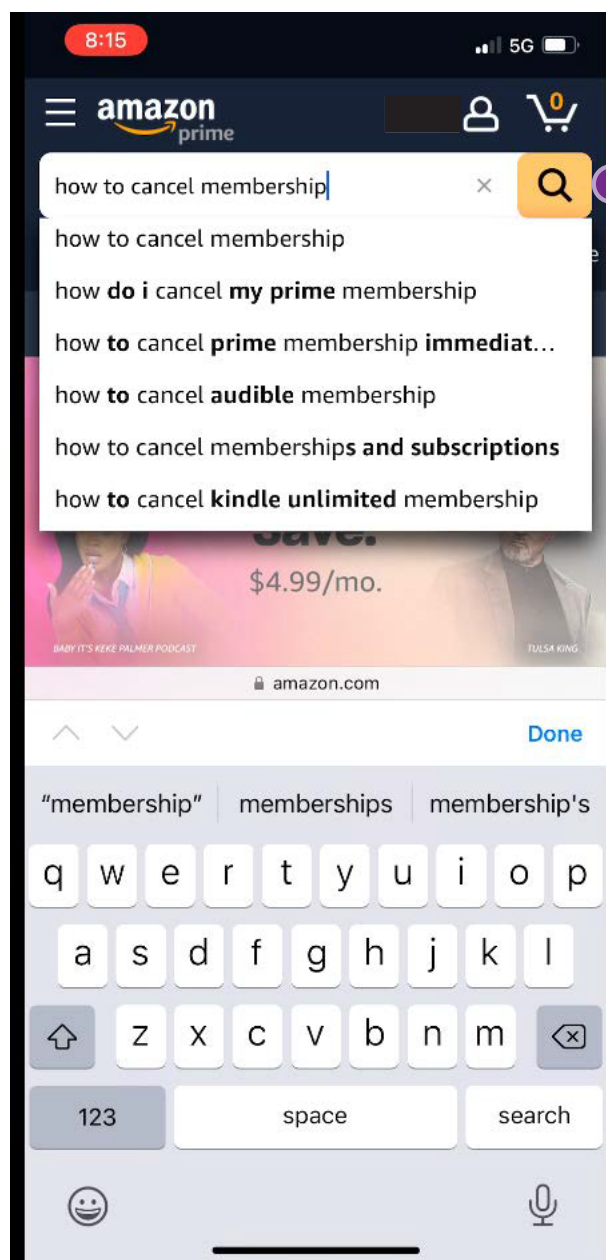 8:15
5G
amazon
prime
0
how to cancel membership
how to cancel membership
how do i cancel my prime membership
how to cancel prime membership immediat...
how to cancel audible membership
how to cancel memberships and subscriptions
how to cancel kindle unlimited membership
Save.
$4.99/mo.
BABY IT'S KEKE PALMER PODCAST
TULSA KING
amazon.com
Done
“membership” memberships membership's
q w e r t y u i o p
a s d f g h j k l
z x c v b n m
123 space search